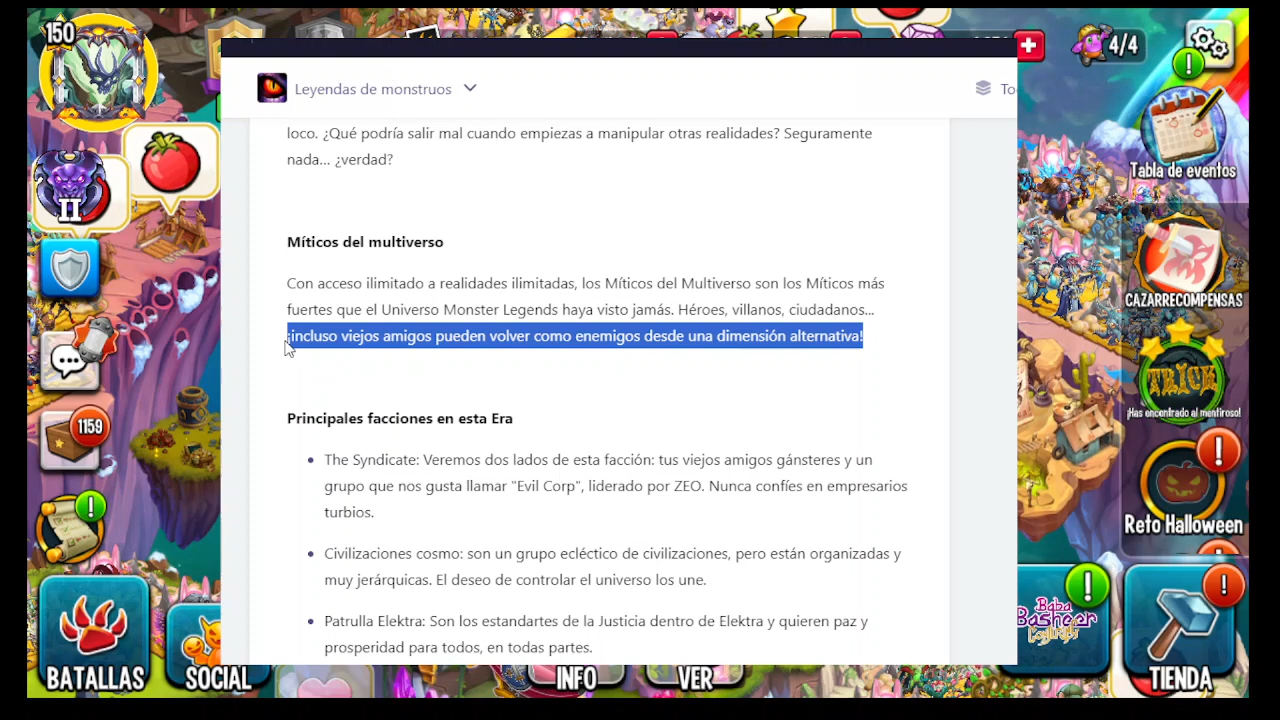 150
4/4
Leyendas de monstruos
To
loco. ¿Qué podría salir mal cuando empiezas a manipular otras realidades? Seguramente
nada... ¿verdad?
Tabla de eventos
II
Míticos del multiverso
Con acceso ilimitado a realidades ilimitadas, los Míticos del Multiverso son los Míticos más
fuertes que el Universo Monster Legends haya visto jamás. Héroes, villanos, ciudadanos...
¡incluso viejos amigos pueden volver como enemigos desde una dimensión alternativa!
CAZARRECOMPENSAS
TRICK
¡Has encontrado al mentiroso!
Principales facciones en esta Era
1159
The Syndicate: Veremos dos lados de esta facción: tus viejos amigos gánsteres y un
grupo que nos gusta llamar "Evil Corp", liderado por ZEO. Nunca confíes en empresarios
turbios.
Reto Halloween
Civilizaciones cosmo: son un grupo ecléctico de civilizaciones, pero están organizadas y
muy jerárquicas. El deseo de controlar el universo los une.
Patrulla Elektra: Son los estandartes de la Justicia dentro de Elektra y quieren paz y
prosperidad para todos, en todas partes.
Baba
BATALLAS
SOCIAL
INFO
VER
TIENDA